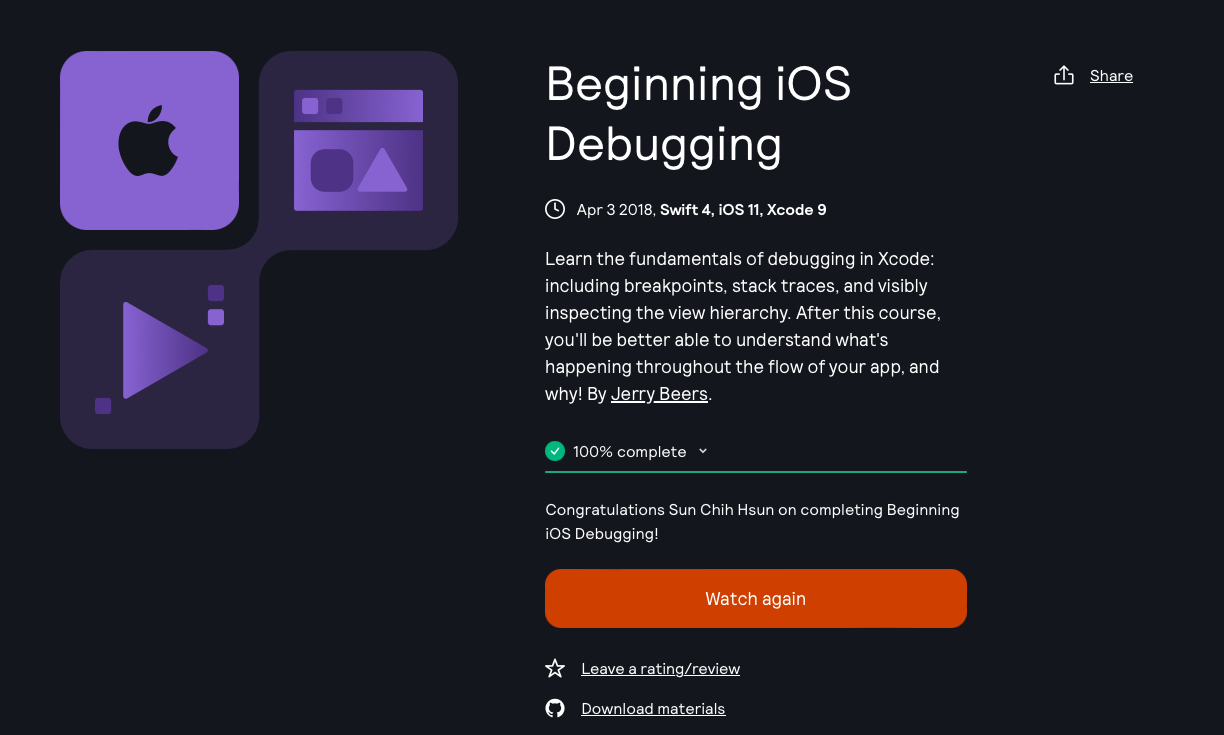 Beginning iOS
Debugging
Share
Apr 3 2018, Swift 4, iOS 11, Xcode 9
Learn the fundamentals of debugging in Xcode:
including breakpoints, stack traces, and visibly
inspecting the view hierarchy. After this course,
you'll be better able to understand what's
happening throughout the flow of your app, and
why! By Jerry Beers.
100% complete
Congratulations Sun Chih Hsun on completing Beginning
iOS Debugging!
Watch again
Leave a rating/review
Download materials